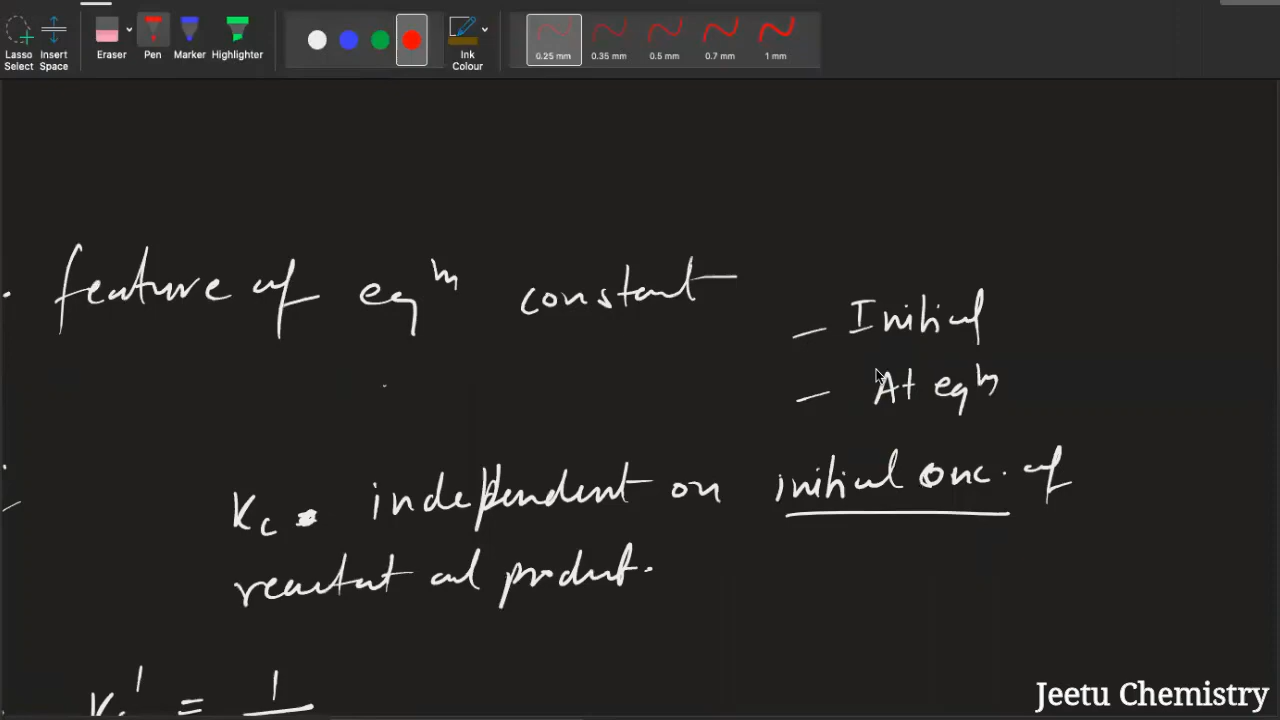 Lasso Select
Insert Space
Eraser
Pen
Marker
Highlighter
Ink Colour
0.25 mm
0.35 mm
0.5 mm
0.7 mm
1 mm
. feature of eqᵐ constant
— Initial
— At eqᵐ
Kc independent on initial conc. of
reactant and product.
= 1
Jeetu Chemistry